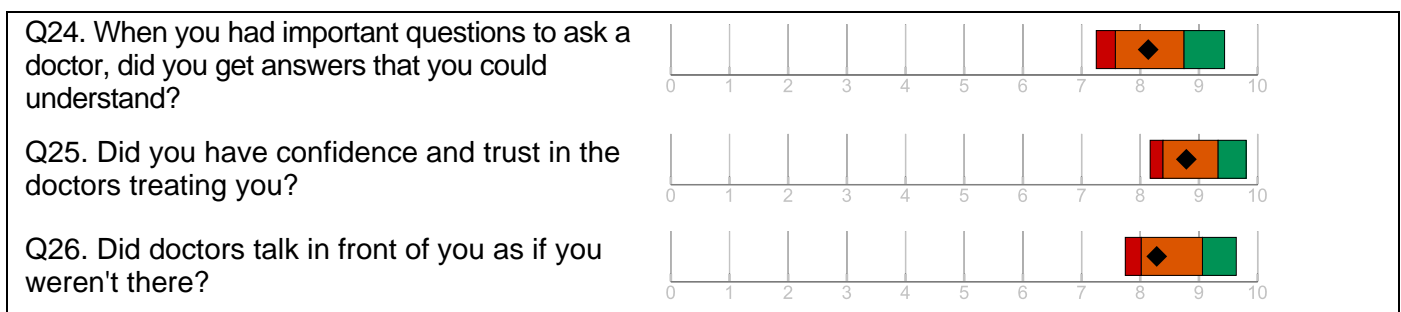 Q24. When you had important questions to ask a
doctor, did you get answers that you could
understand?
0 1 2 3 4 5 6 7 8 9 10
Q25. Did you have confidence and trust in the
doctors treating you?
0 1 2 3 4 5 6 7 8 9 10
Q26. Did doctors talk in front of you as if you
weren't there?
0 1 2 3 4 5 6 7 8 9 10